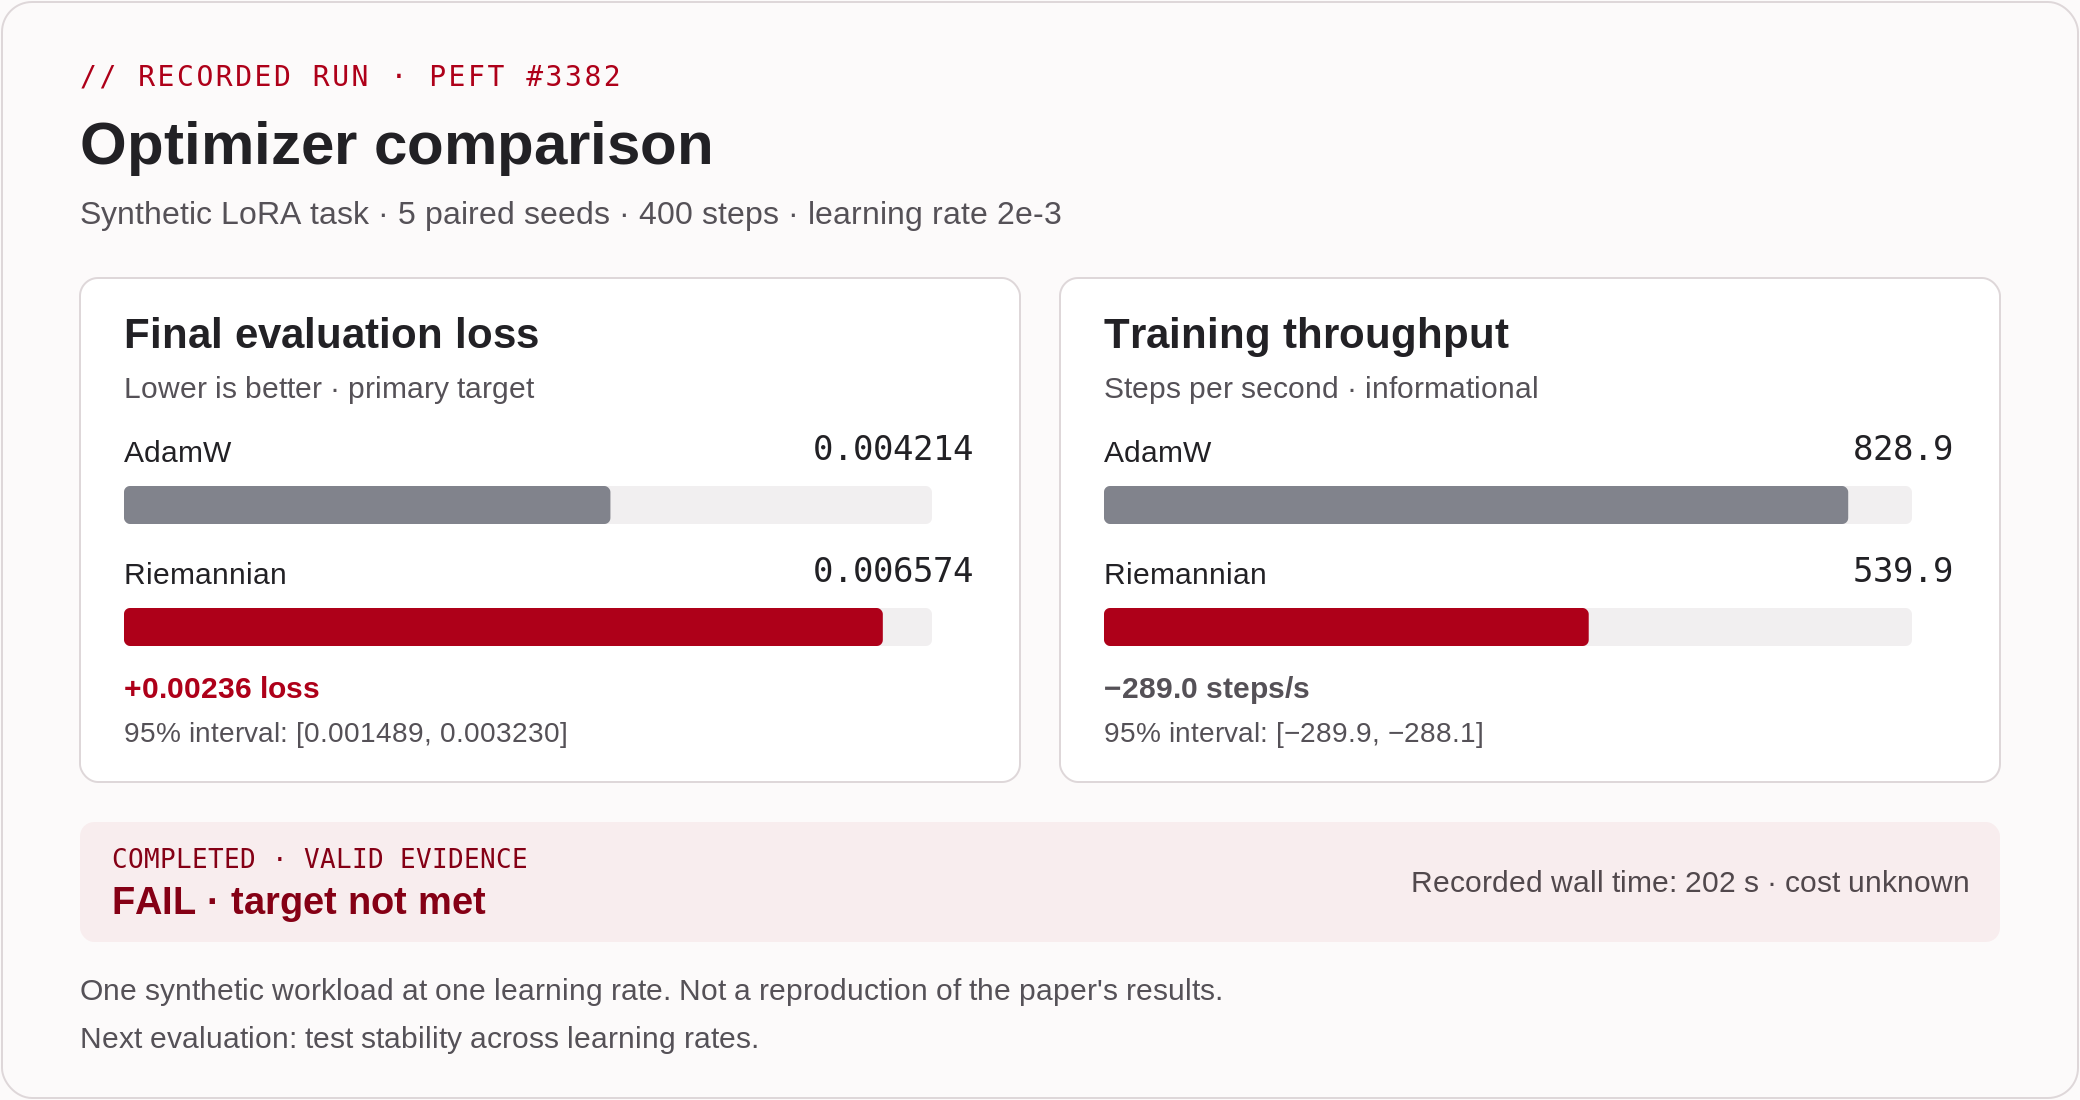 // RECORDED RUN · PEFT #3382
Optimizer comparison
Synthetic LoRA task · 5 paired seeds · 400 steps · learning rate 2e-3
Final evaluation loss
Lower is better · primary target
AdamW 0.004214
Riemannian 0.006574
+0.00236 loss
95% interval: [0.001489, 0.003230]
Training throughput
Steps per second · informational
AdamW 828.9
Riemannian 539.9
−289.0 steps/s
95% interval: [−289.9, −288.1]
COMPLETED · VALID EVIDENCE
FAIL · target not met
Recorded wall time: 202 s · cost unknown
One synthetic workload at one learning rate. Not a reproduction of the paper's results.
Next evaluation: test stability across learning rates.